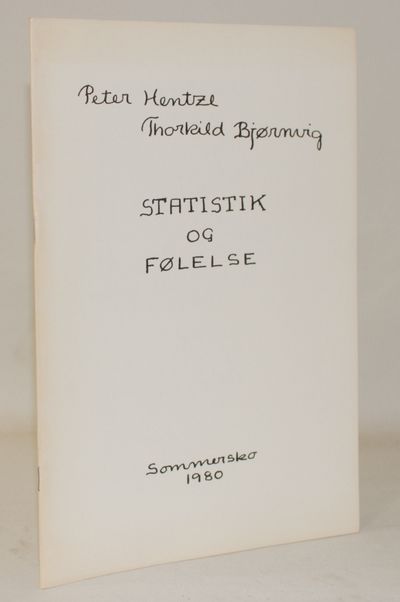 Peter Hentze
Thorkild Bjørnvig
STATISTIK
OG
FØLELSE
Sommersko
1980